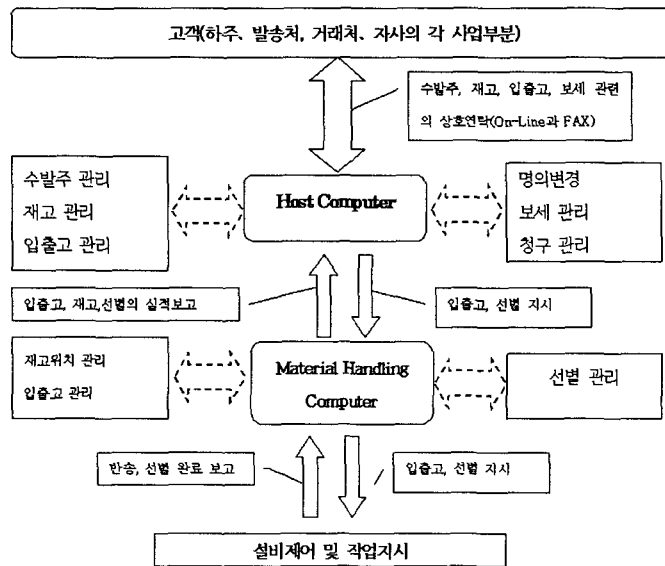 고객(하주、발송처, 거래처、자사의 각 사업부분)
수발주, 재고, 입출고, 보세 관련
의 상호연락(On-Line과 FAX)
수발주 관리
재고 관리
입출고 관리
Host Computer
명의변경
보세 관리
청구 관리
입출고, 재고,선별의 실적보고
입출고, 선별 지시
재고위치 관리
입출고 관리
Material Handling
Computer
선별 관리
반송, 선별 완료 보고
입출고, 선별 지시
설비제어 및 작업지시